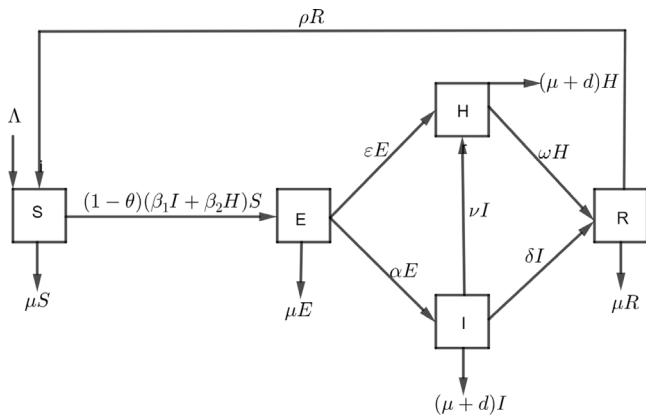 ρR
Λ
H
(μ + d)H
εE
ωH
S
(1 − θ)(β₁I + β₂H)S
E
νI
R
αE
δI
μS
μE
I
μR
(μ + d)I